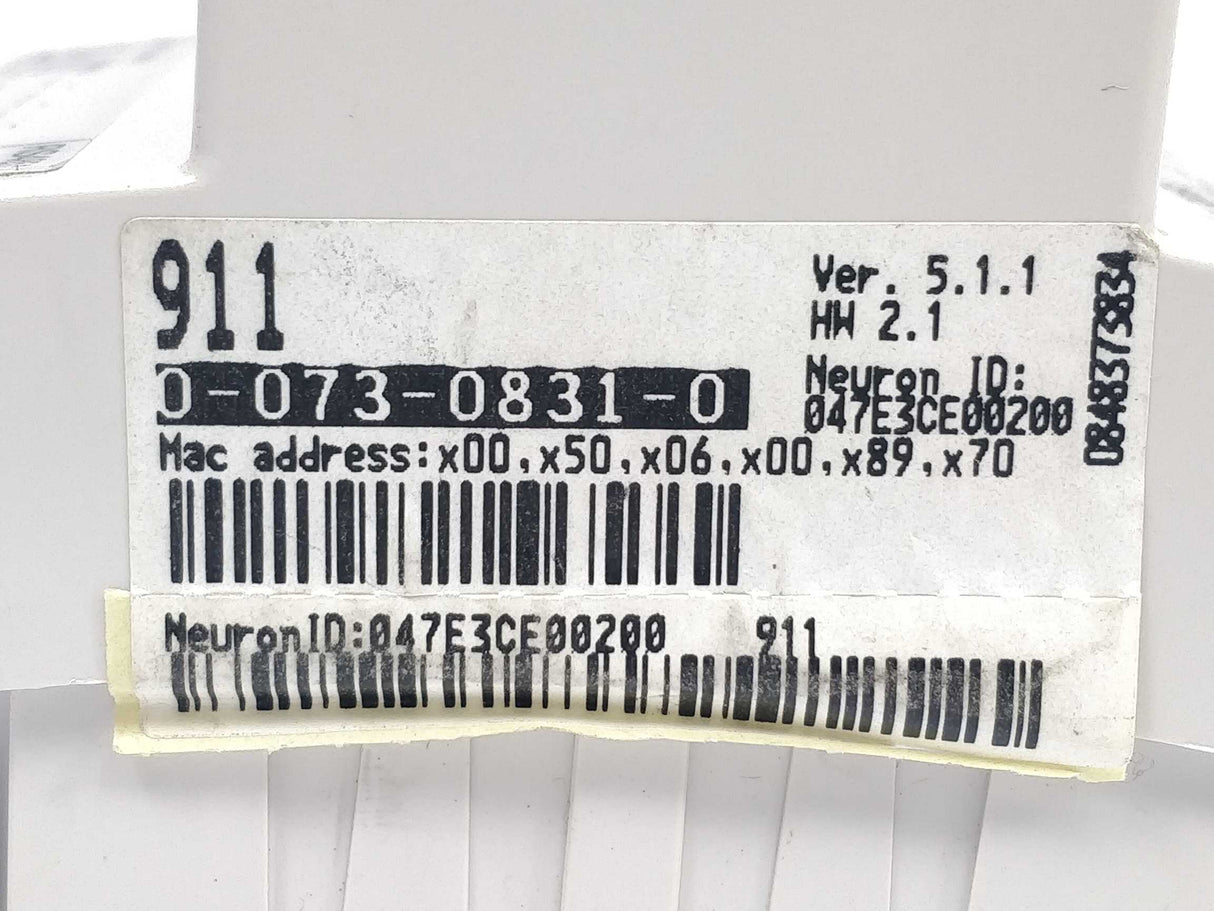 911
0-073-0831-0
Ver. 5.1.1
HW 2.1
Neuron ID:
047E3CE00200
Mac address:x00,x50,x06,x00,x89,x70
0848373834
NeuronID:047E3CE00200 911